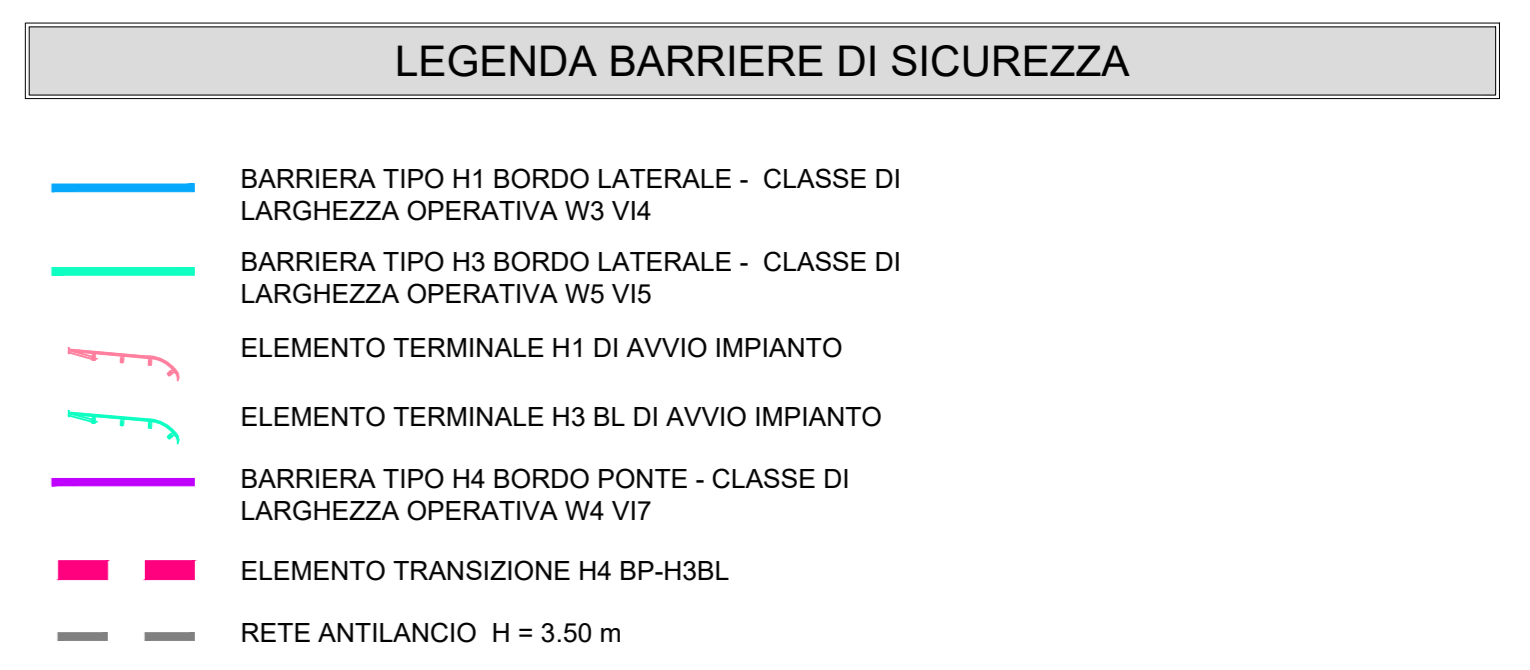 LEGENDA BARRIERE DI SICUREZZA
BARRIERA TIPO H1 BORDO LATERALE - CLASSE DI
LARGHEZZA OPERATIVA W3 VI4
BARRIERA TIPO H3 BORDO LATERALE - CLASSE DI
LARGHEZZA OPERATIVA W5 VI5
ELEMENTO TERMINALE H1 DI AVVIO IMPIANTO
ELEMENTO TERMINALE H3 BL DI AVVIO IMPIANTO
BARRIERA TIPO H4 BORDO PONTE - CLASSE DI
LARGHEZZA OPERATIVA W4 VI7
ELEMENTO TRANSIZIONE H4 BP-H3BL
RETE ANTILANCIO H = 3.50 m